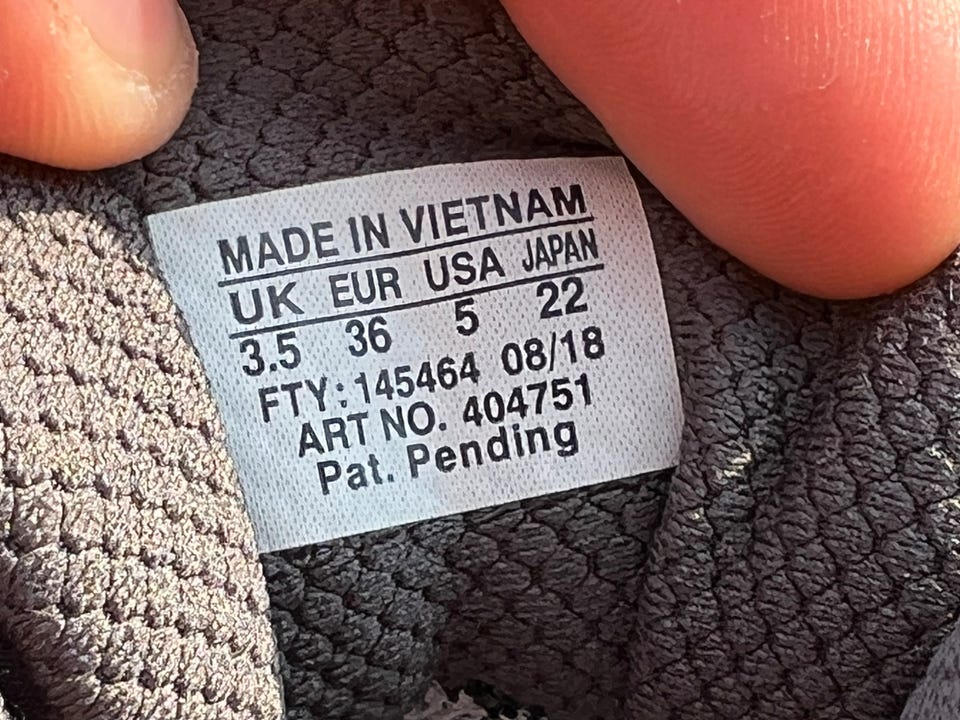 MADE IN VIETNAM
UK EUR USA JAPAN
3.5 36 5 22
FTY: 145464 08/18
ART NO. 404751
Pat. Pending